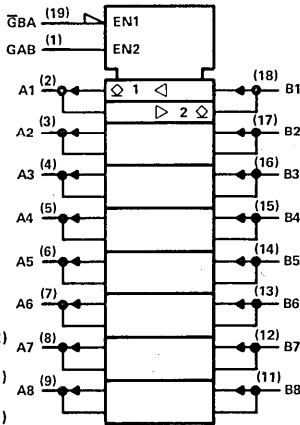 G̅BA (19) EN1
GAB (1) EN2
A1 (2) 1 (18) B1
2
A2 (3) (17) B2
A3 (4) (16) B3
A4 (5) (15) B4
A5 (6) (14) B5
A6 (7) (13) B6
A7 (8) (12) B7
A8 (9) (11) B8
)
)
)